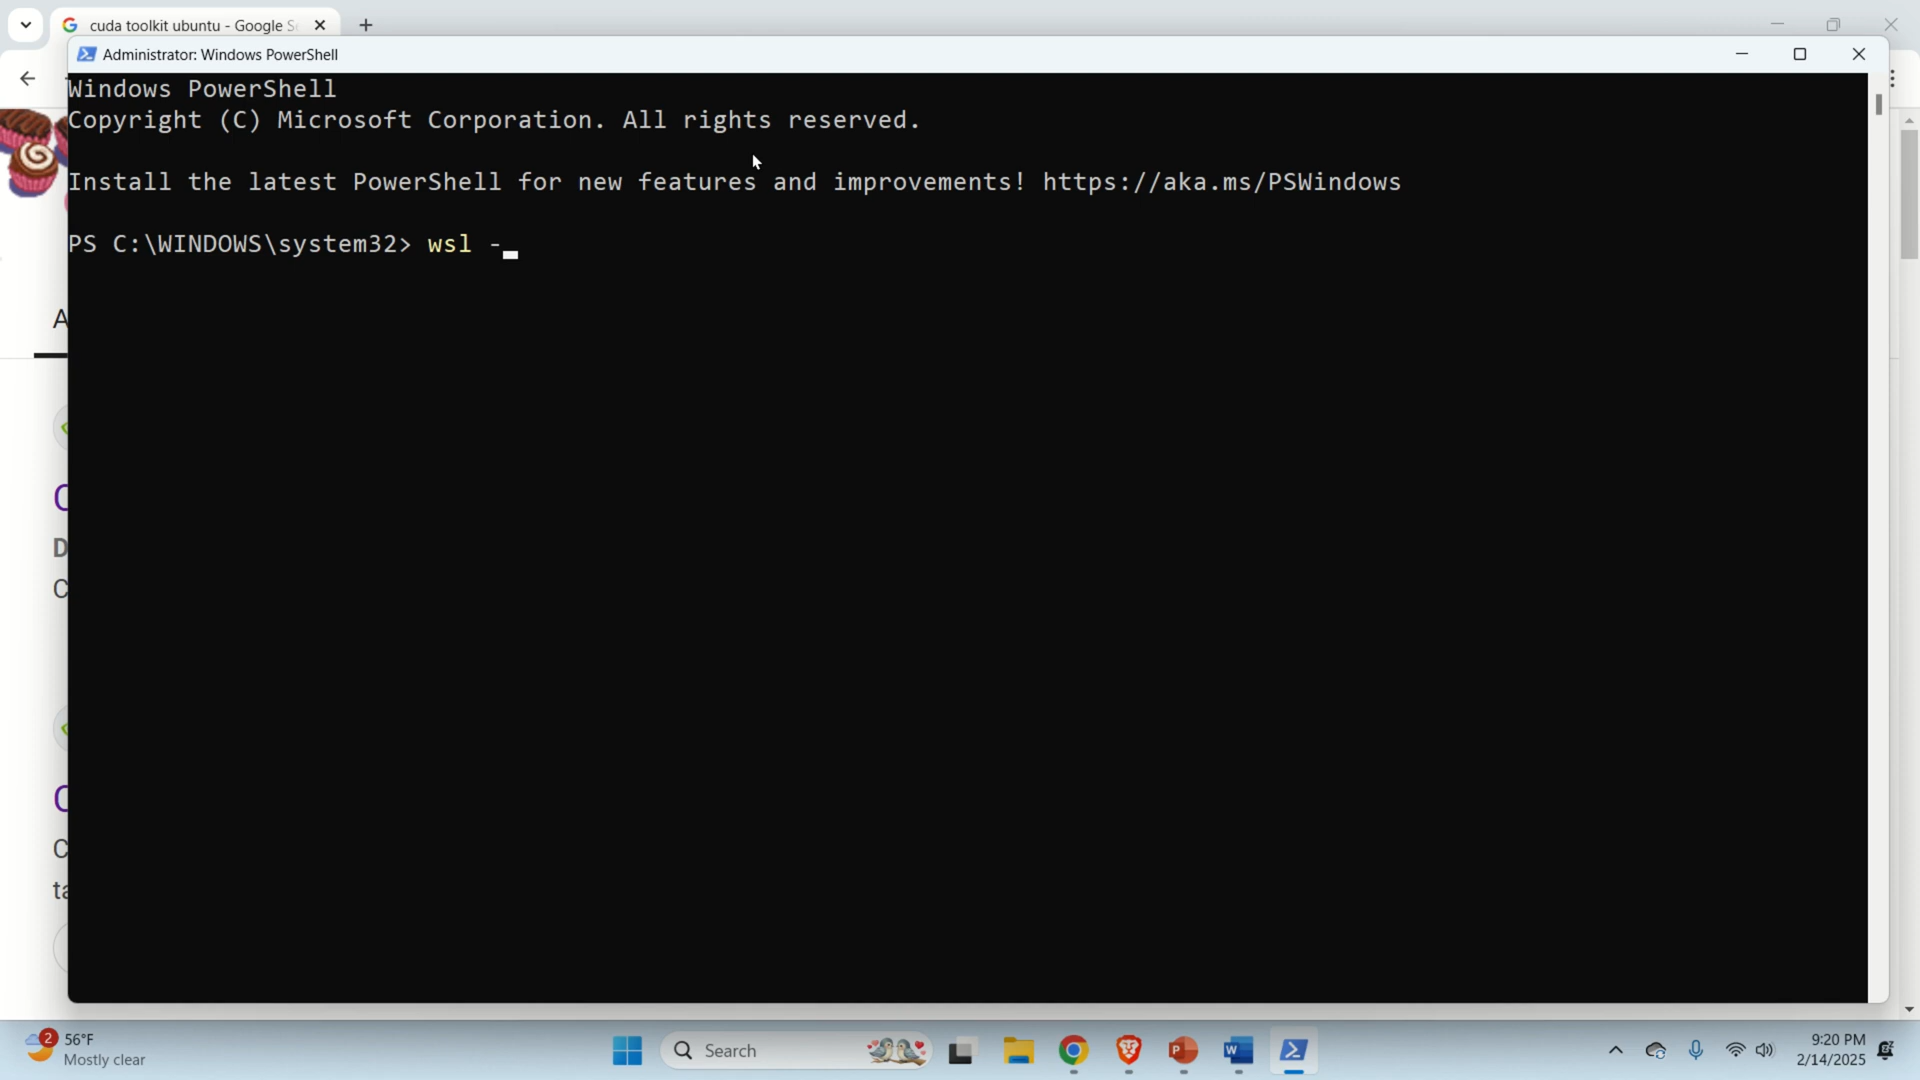 cuda toolkit ubuntu - Google S
Administrator: Windows PowerShell
Windows PowerShell
Copyright (C) Microsoft Corporation. All rights reserved.
Install the latest PowerShell for new features and improvements! https://aka.ms/PSWindows
PS C:\WINDOWS\system32> wsl -
A
C
D
C
C
C
ta
2
56°F
Mostly clear
Search
9:20 PM
2/14/2025